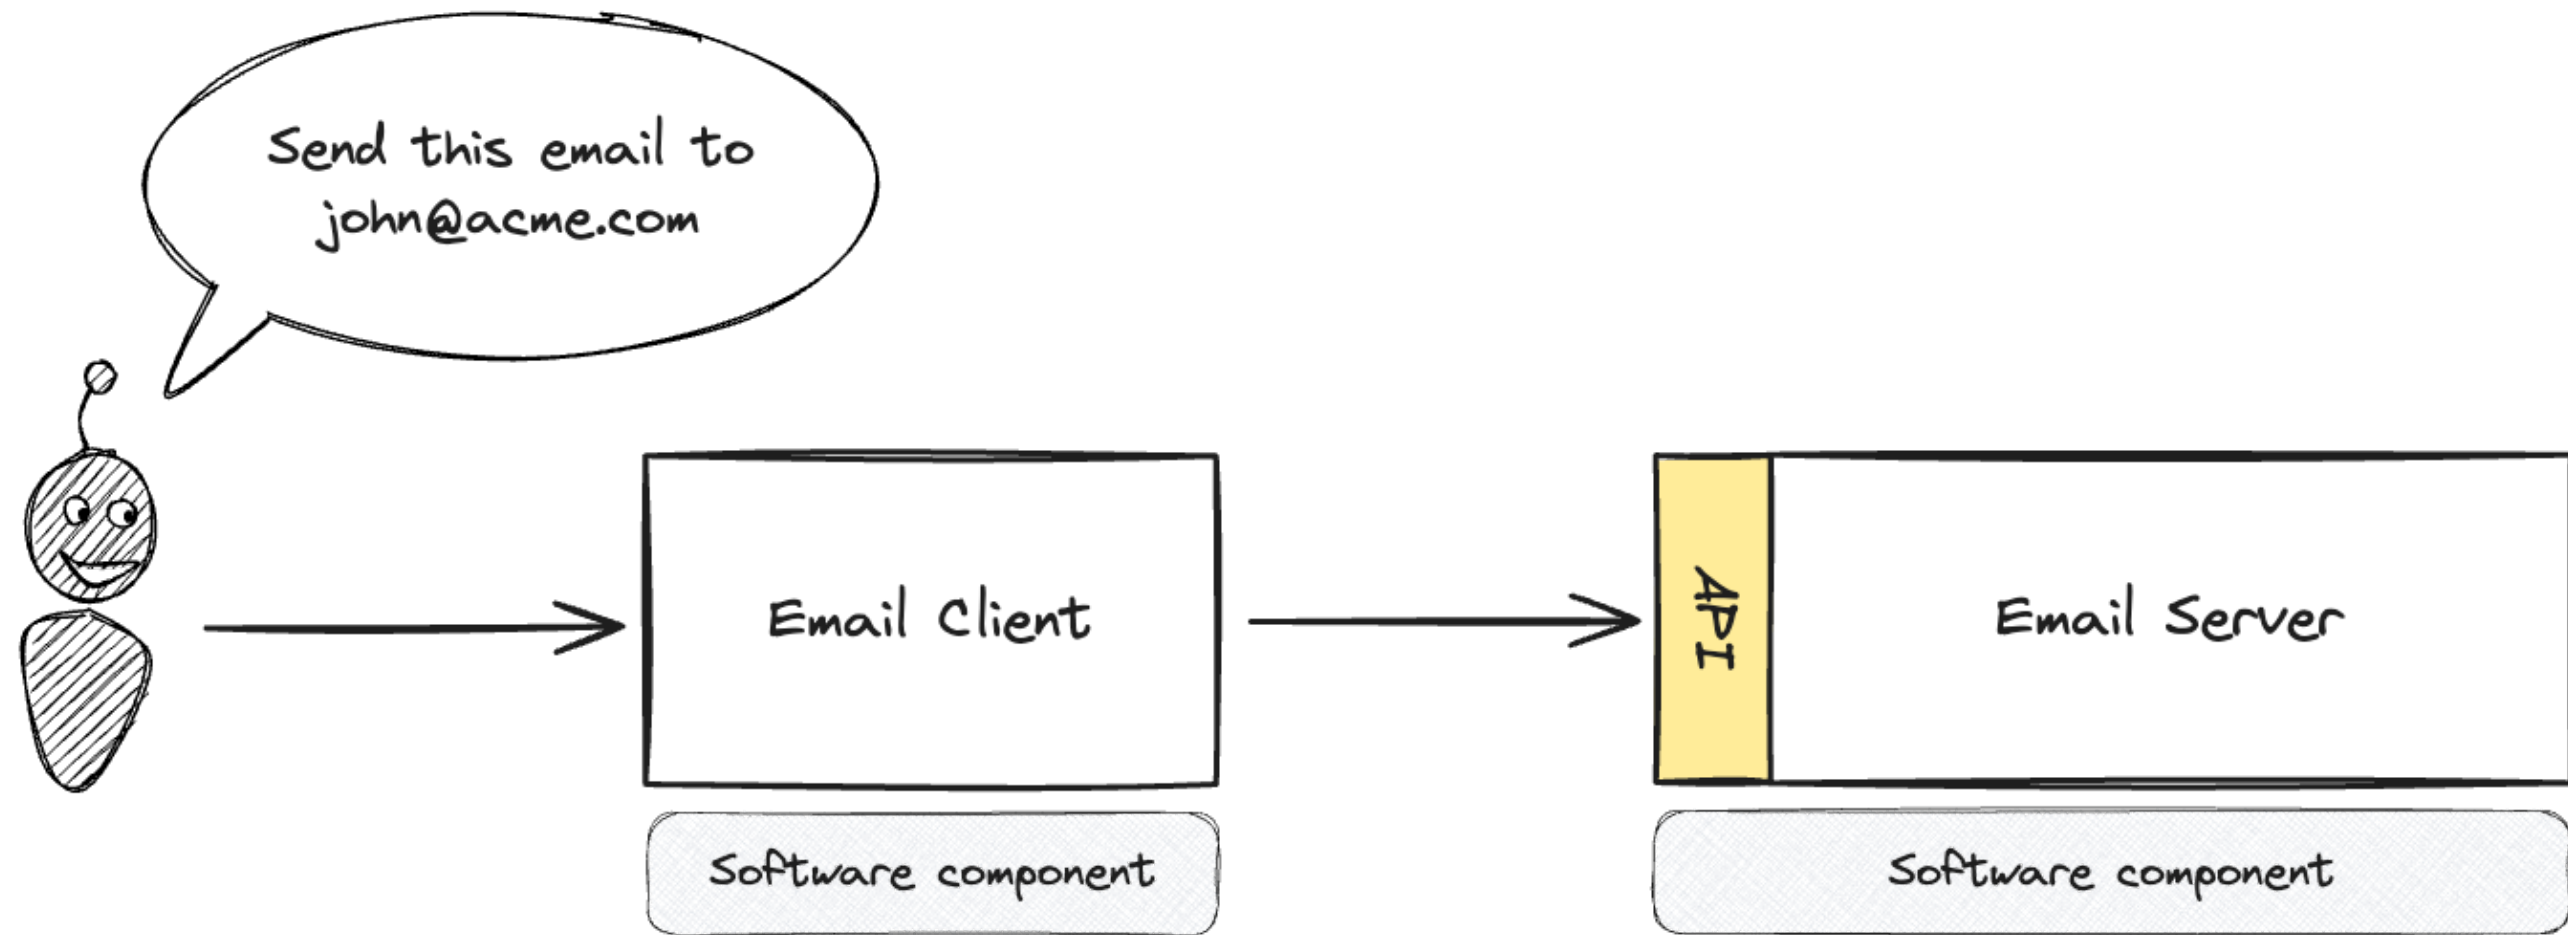 Send this email to
john@acme.com
Email Client
API
Email Server
Software component
Software component